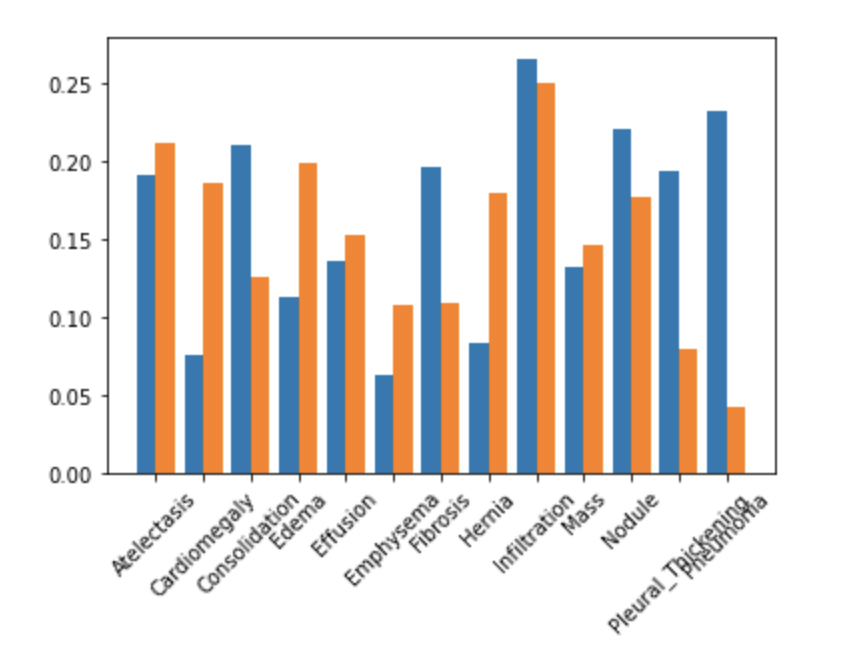 0.25
0.20
0.15
0.10
0.05
0.00
Atelectasis
Cardiomegaly
Consolidation
Edema
Effusion
Emphysema
Fibrosis
Hernia
Infiltration
Mass
Nodule
Pleural_Thickening
Pneumonia